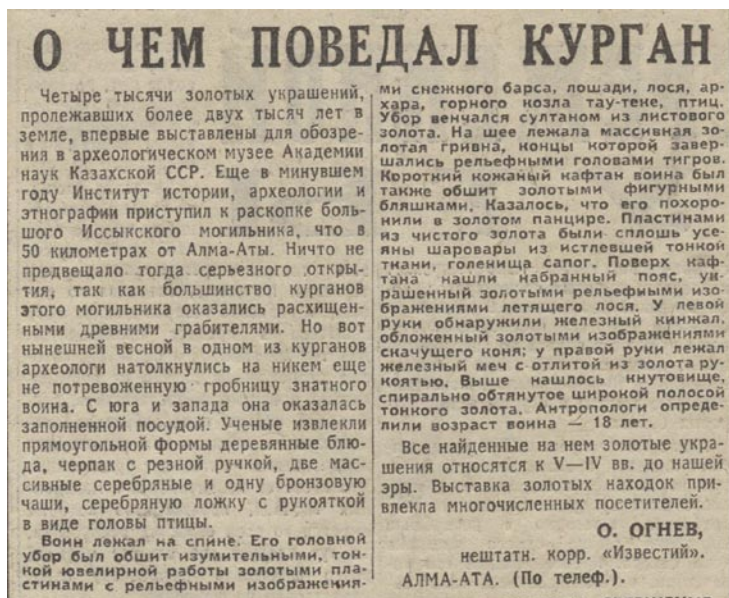 О ЧЕМ ПОВЕДАЛ КУРГАН
Четыре тысячи золотых украшений,
пролежавших более двух тысяч лет в
земле, впервые выставлены для обозре-
ния в археологическом музее Академии
наук Казахской ССР. Еще в минувшем
году Институт истории, археологии и
этнографии приступил к раскопке боль-
шого Иссыкского могильника, что в
50 километрах от Алма-Аты. Ничто не
предвещало тогда серьезного откры-
тия, так как большинство курганов
этого могильника оказались расхищен-
ными древними грабителями. Но вот
нынешней весной в одном из курганов
археологи натолкнулись на никем еще
не потревоженную гробницу знатного
воина. С юга и запада она оказалась
заполненной посудой. Ученые извлекли
прямоугольной формы деревянные блю-
да, черпак с резной ручкой, две мас-
сивные серебряные и одну бронзовую
чаши, серебряную ложку с рукояткой
в виде головы птицы.
Воин лежал на спине. Его головной
убор был обшит изумительными, тон-
кой ювелирной работы золотыми пла-
стинами с рельефными изображения-
ми снежного барса, лошади, лося, ар-
хара, горного козла тау-теке, птиц.
Убор венчался султаном из листового
золота. На шее лежала массивная зо-
лотая гривна, концы которой завер-
шались рельефными головами тигров.
Короткий кожаный кафтан воина был
также обшит золотыми фигурными
бляшками. Казалось, что его похоро-
нили в золотом панцире. Пластинами
из чистого золота были сплошь усе-
яны шаровары из истлевшей тонкой
ткани, голенища сапог. Поверх каф-
тана нашли набранный пояс, ук-
рашенный золотыми рельефными изо-
бражениями летящего лося. У левой
руки обнаружили железный кинжал,
обложенный золотыми изображениями
скачущего коня; у правой руки лежал
железный меч с отлитой из золота ру-
коятью. Выше нашлось кнутовище,
спирально обтянутое широкой полосой
тонкого золота. Антропологи опреде-
лили возраст воина — 18 лет.
Все найденные на нем золотые укра-
шения относятся к V—IV вв. до нашей
эры. Выставка золотых находок при-
влекла многочисленных посетителей.
О. ОГНЕВ,
нештатн. корр. «Известий».
АЛМА-АТА. (По телеф.).